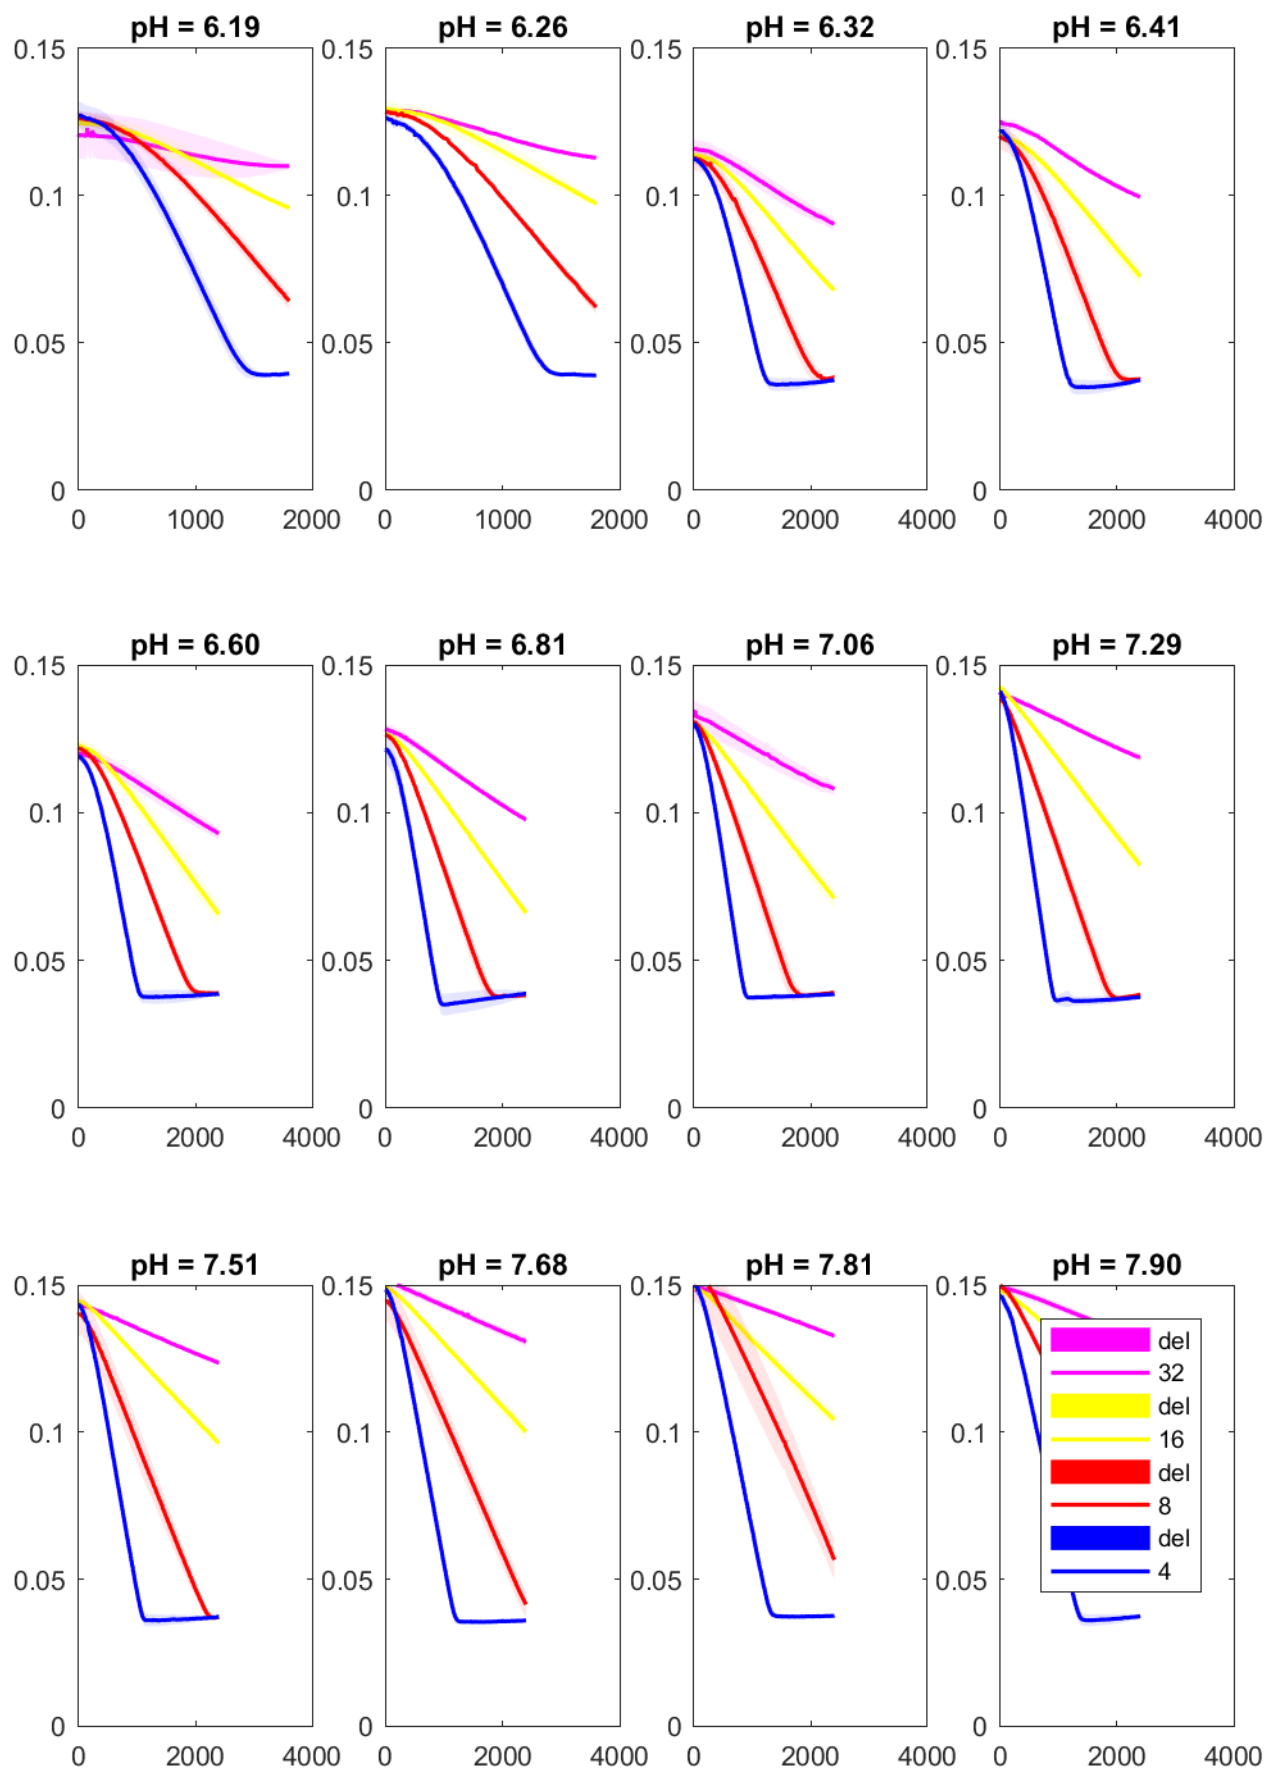 pH = 6.19 pH = 6.26 pH = 6.32 pH = 6.41
0.15 0.15 0.15 0.15
0.1 0.1 0.1 0.1
0.05 0.05 0.05 0.05
0 0 0 0
0 1000 2000 0 1000 2000 0 2000 4000 0 2000 4000
pH = 6.60 pH = 6.81 pH = 7.06 pH = 7.29
0.15 0.15 0.15 0.15
0.1 0.1 0.1 0.1
0.05 0.05 0.05 0.05
0 0 0 0
0 2000 4000 0 2000 4000 0 2000 4000 0 2000 4000
pH = 7.51 pH = 7.68 pH = 7.81 pH = 7.90
0.15 0.15 0.15 0.15
del
32
del
0.1 0.1 0.1 0.1
16
del
8
del
4
0.05 0.05 0.05 0.05
0 0 0 0
0 2000 4000 0 2000 4000 0 2000 4000 0 2000 4000